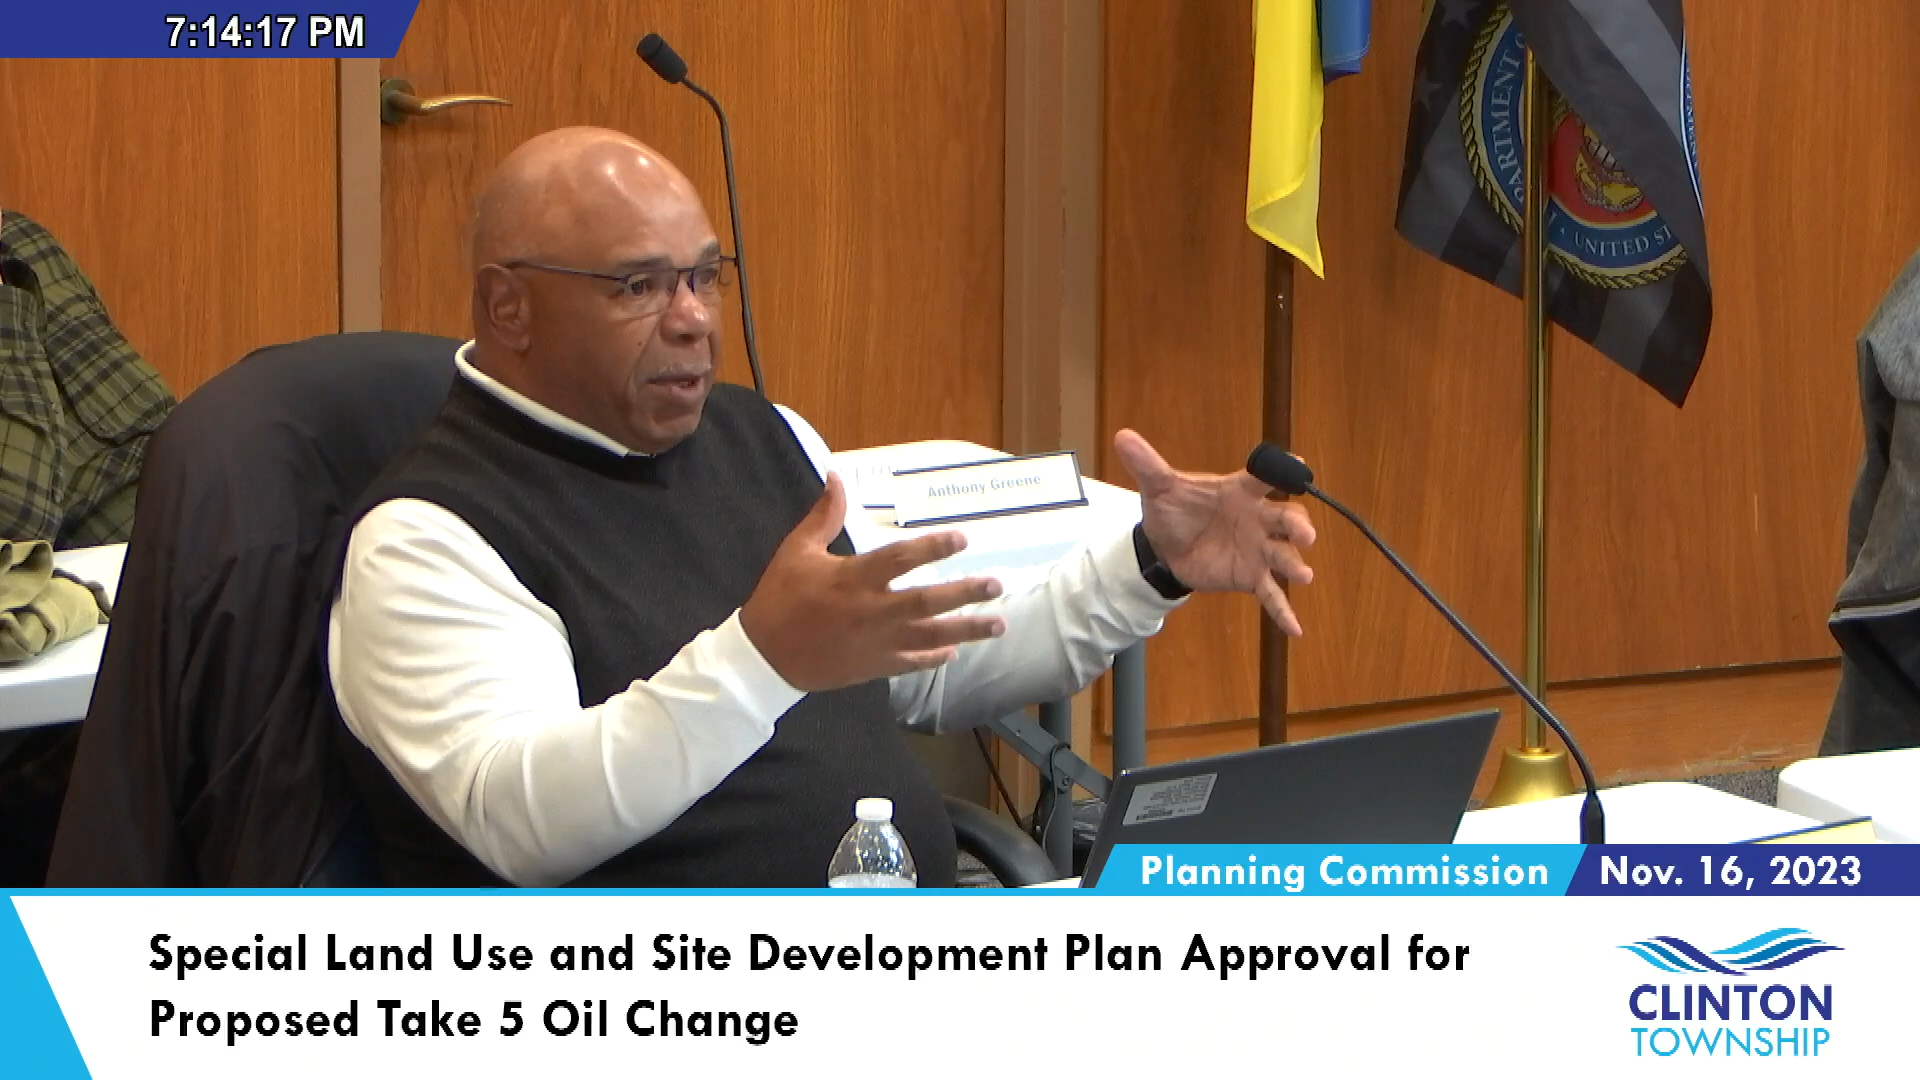 7:14:17 PM
PARTMENT
UNITED ST
Anthony Greene
Planning Commission
Nov. 16, 2023
Special Land Use and Site Development Plan Approval for
Proposed Take 5 Oil Change
CLINTON
TOWNSHIP